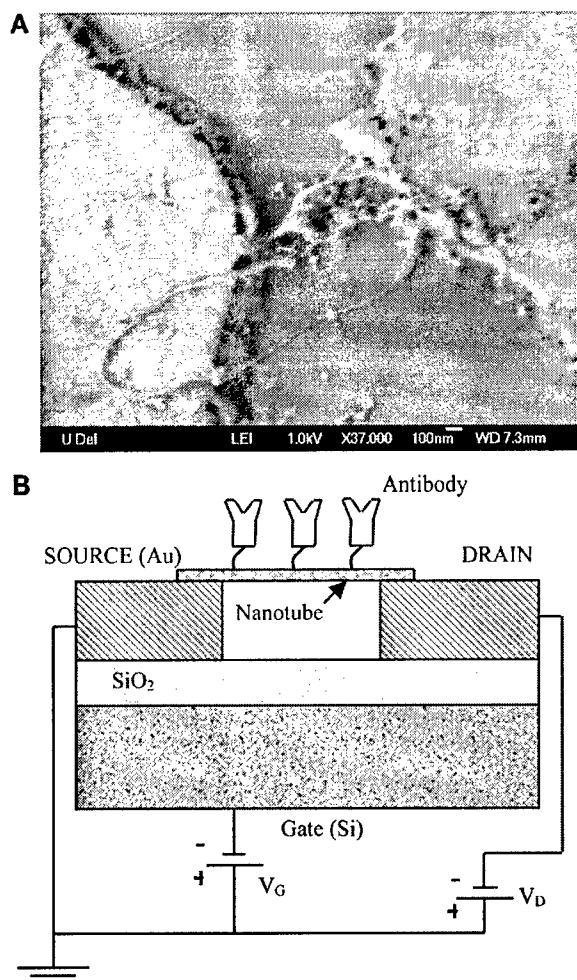 A
U Del LEI 1.0kV X37,000 100nm WD 7.3mm
B
Antibody
SOURCE (Au) DRAIN
Nanotube
SiO₂
Gate (Si)
- -
+ V_G + V_D